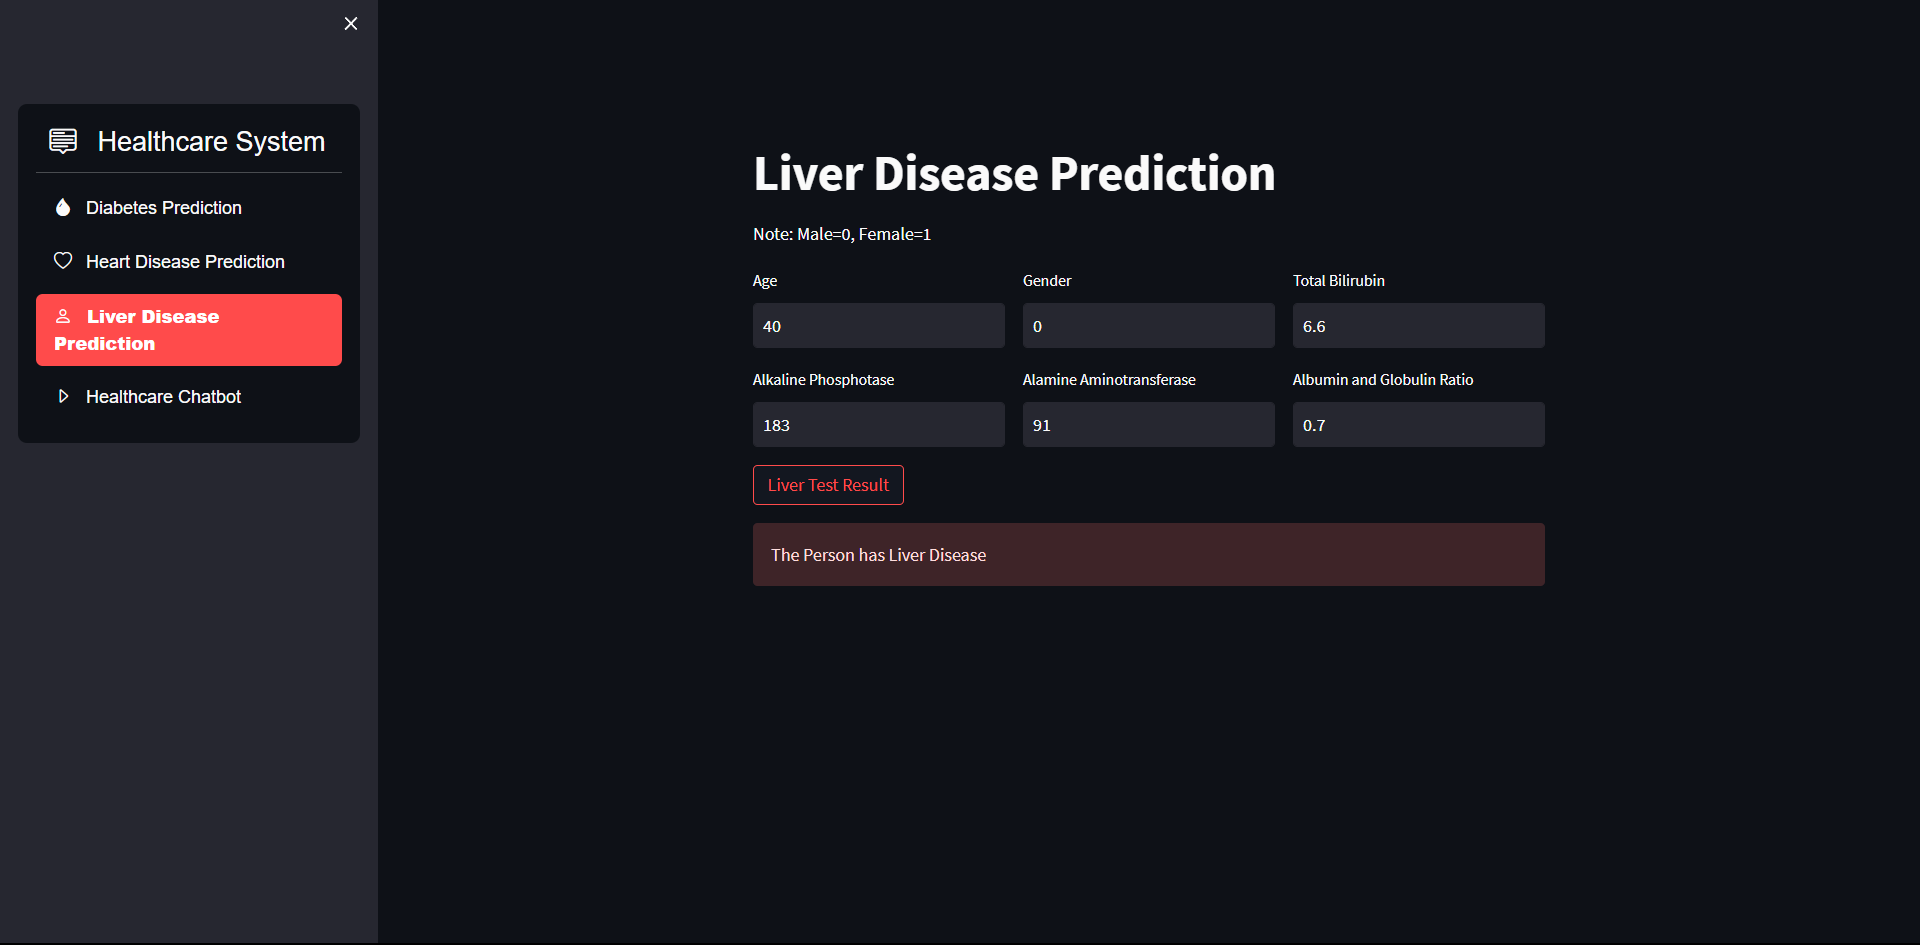 Healthcare System
Diabetes Prediction
Heart Disease Prediction
Liver Disease
Prediction
Healthcare Chatbot
Liver Disease Prediction
Note: Male=0, Female=1
Age Gender Total Bilirubin
40 0 6.6
Alkaline Phosphotase Alamine Aminotransferase Albumin and Globulin Ratio
183 91 0.7
Liver Test Result
The Person has Liver Disease